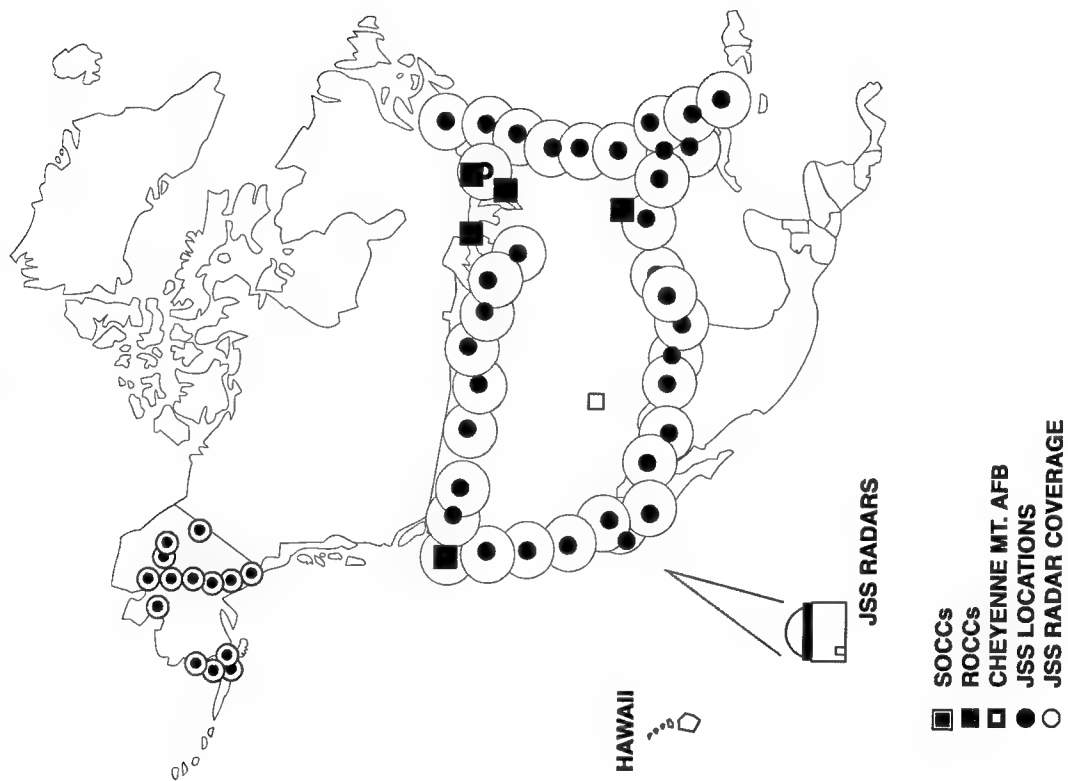 HAWAII
JSS RADARS
SOCCs
ROCCs
CHEYENNE MT. AFB
JSS LOCATIONS
JSS RADAR COVERAGE